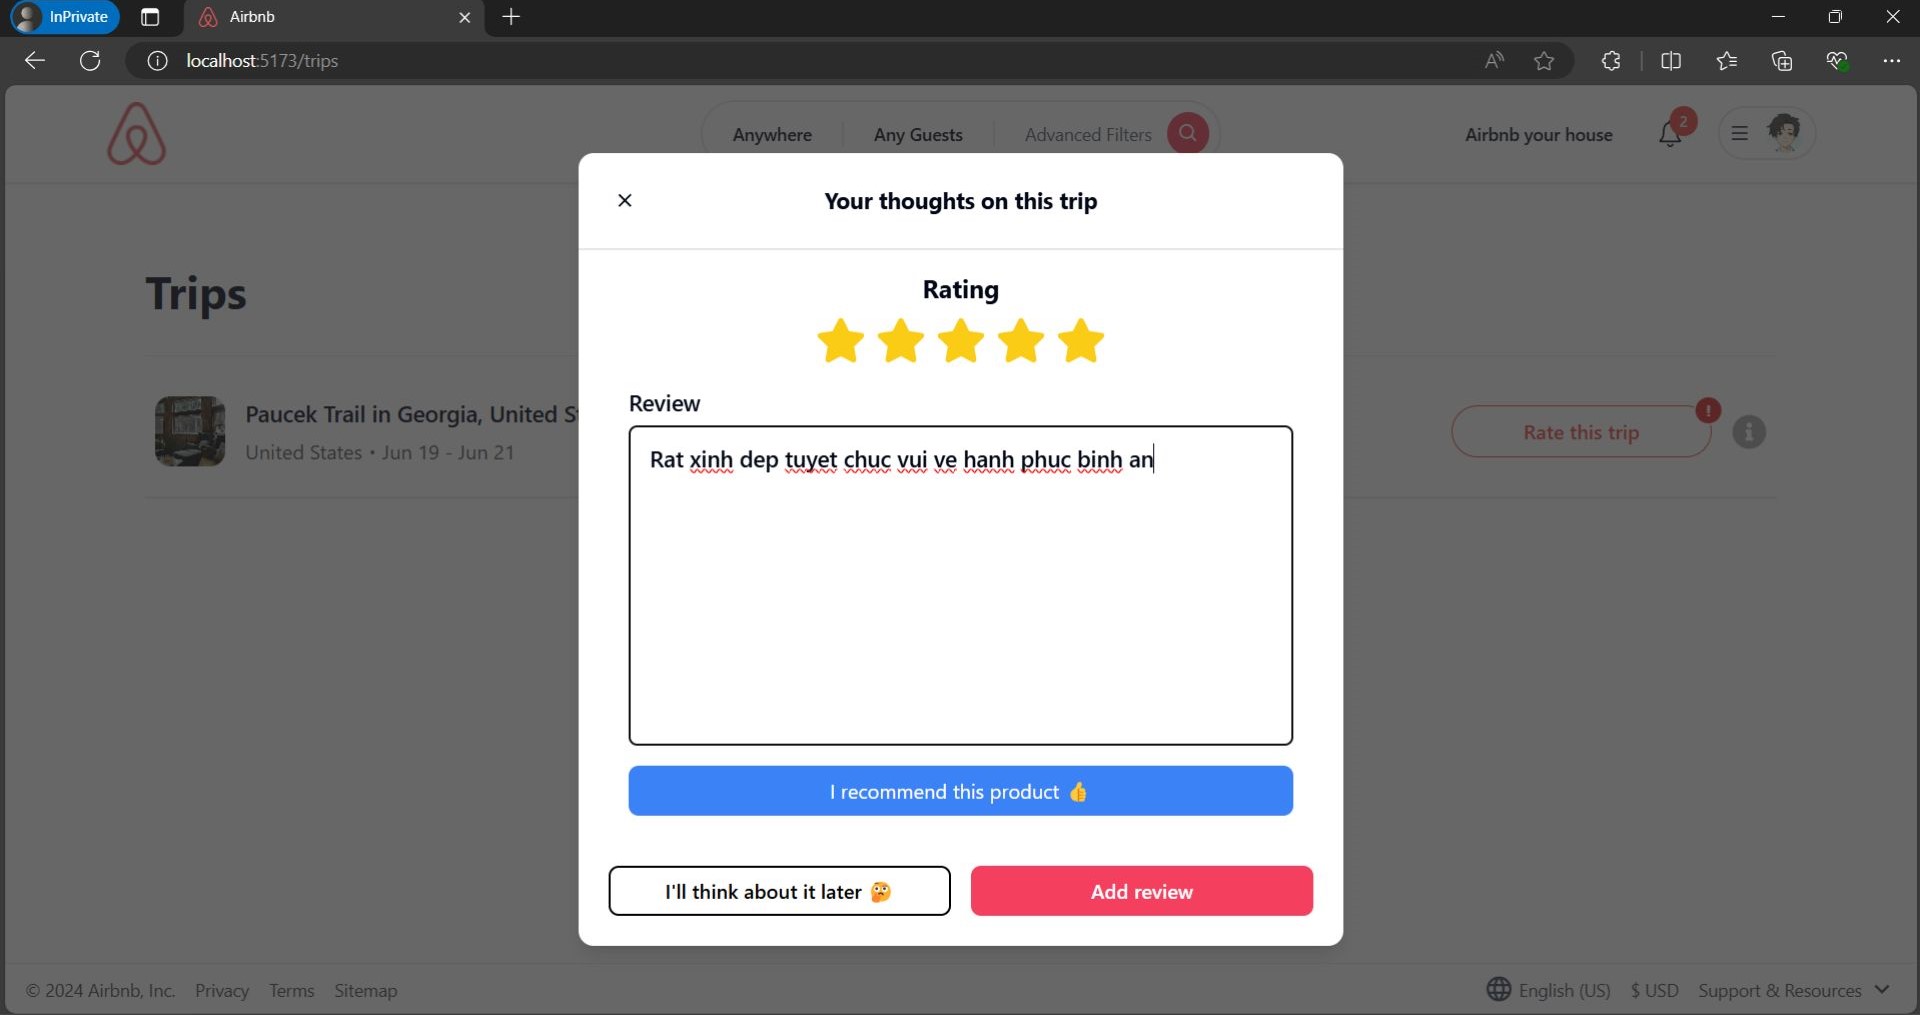 InPrivate
Airbnb
localhost:5173/trips
Anywhere
Any Guests
Advanced Filters
Airbnb your house
2
Your thoughts on this trip
Trips
Rating
Paucek Trail in Georgia, United S
United States • Jun 19 - Jun 21
Rate this trip
!
Review
Rat xinh dep tuyet chuc vui ve hanh phuc binh an
I recommend this product 👍
I'll think about it later 🤔
Add review
© 2024 Airbnb, Inc. Privacy Terms Sitemap
English (US) $ USD Support & Resources